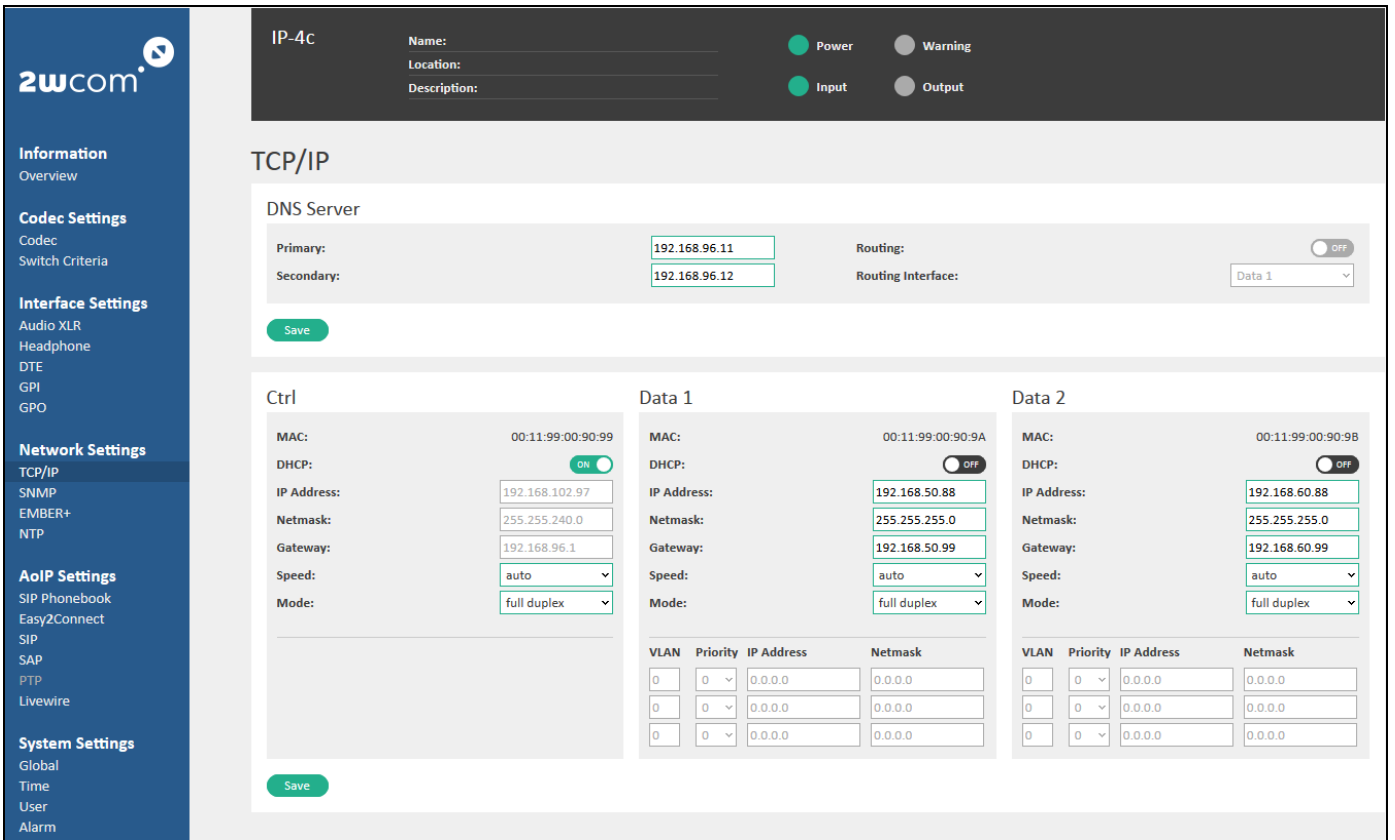 2wcom
Information
Overview
Codec Settings
Codec
Switch Criteria
Interface Settings
Audio XLR
Headphone
DTE
GPI
GPO
Network Settings
TCP/IP
SNMP
EMBER+
NTP
AoIP Settings
SIP Phonebook
Easy2Connect
SIP
SAP
PTP
Livewire
System Settings
Global
Time
User
Alarm
IP-4c
Name:
Location:
Description:
Power Warning
Input Output
TCP/IP
DNS Server
Primary: 192.168.96.11 Routing: OFF
Secondary: 192.168.96.12 Routing Interface: Data 1
Save
Ctrl
MAC: 00:11:99:00:90:99
DHCP: ON
IP Address: 192.168.102.97
Netmask: 255.255.240.0
Gateway: 192.168.96.1
Speed: auto
Mode: full duplex
Data 1
MAC: 00:11:99:00:90:9A
DHCP: OFF
IP Address: 192.168.50.88
Netmask: 255.255.255.0
Gateway: 192.168.50.99
Speed: auto
Mode: full duplex
VLAN Priority IP Address Netmask
0 0 0.0.0.0 0.0.0.0
0 0 0.0.0.0 0.0.0.0
0 0 0.0.0.0 0.0.0.0
Data 2
MAC: 00:11:99:00:90:9B
DHCP: OFF
IP Address: 192.168.60.88
Netmask: 255.255.255.0
Gateway: 192.168.60.99
Speed: auto
Mode: full duplex
VLAN Priority IP Address Netmask
0 0 0.0.0.0 0.0.0.0
0 0 0.0.0.0 0.0.0.0
0 0 0.0.0.0 0.0.0.0
Save